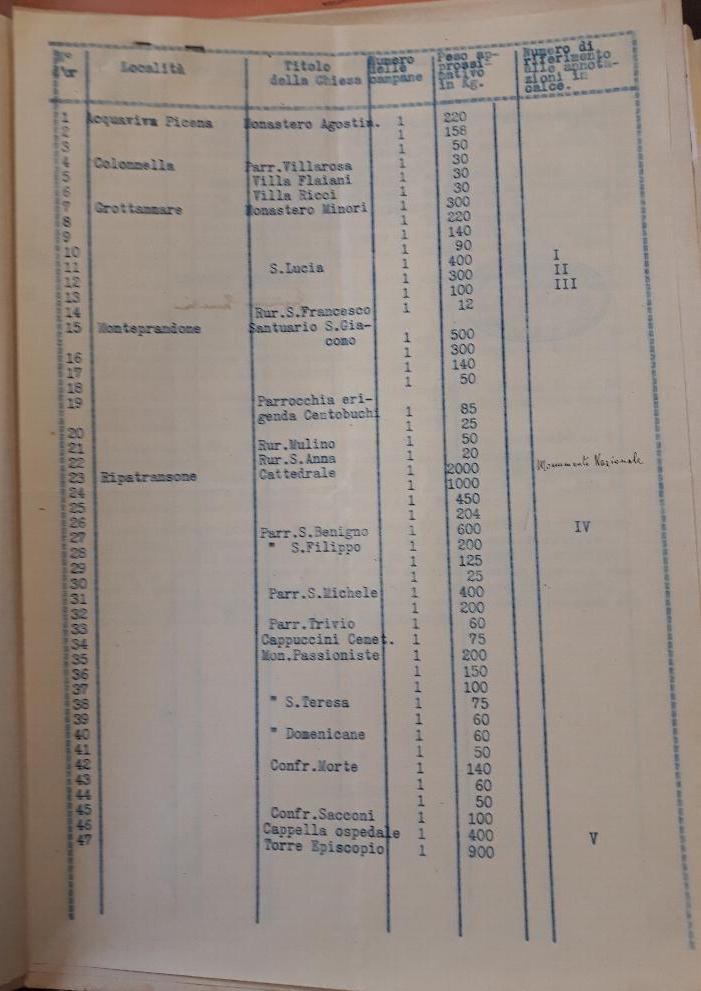 N° Località Titolo Numero Peso ap- Numero di
d'or della Chiesa delle prossi- riferimento
campane mativo alle annota-
in Kg. zioni in
calce.
1 Acquaviva Picena Monastero Agostin. 1 220
2 1 158
3 1 50
4 Colonnella Parr.Villarosa 1 30
5 Villa Flaiani 1 30
6 Villa Ricci 1 30
7 Grottammare Monastero Minori 1 300
8 1 220
9 1 140
10 1 90
11 S.Lucia 1 400 I
12 1 300 II
13 1 100 III
14 Rur.S.Francesco 1 12
15 Monteprandone Santuario S.Gia-
como 1 500
16 1 300
17 1 140
18 1 50
19 Parrocchia eri-
genda Centobuchi 1 85
20 1 25
21 Rur.Mulino 1 50
22 Rur.S.Anna 1 20
23 Ripatransone Cattedrale 1 2000 Monumento Nazionale
24 1 1000
25 1 450
26 1 204
27 Parr.S.Benigno 1 600 IV
28 " S.Filippo 1 200
29 1 125
30 1 25
31 Parr.S.Michele 1 400
32 1 200
33 Parr.Trivio 1 60
34 Cappuccini Cemet. 1 75
35 Mon.Passioniste 1 200
36 1 150
37 1 100
38 " S.Teresa 1 75
39 1 60
40 " Domenicane 1 60
41 1 50
42 Confr.Morte 1 140
43 1 60
44 1 50
45 Confr.Sacconi 1 100
46 Cappella ospedale 1 400 V
47 Torre Episcopio 1 900